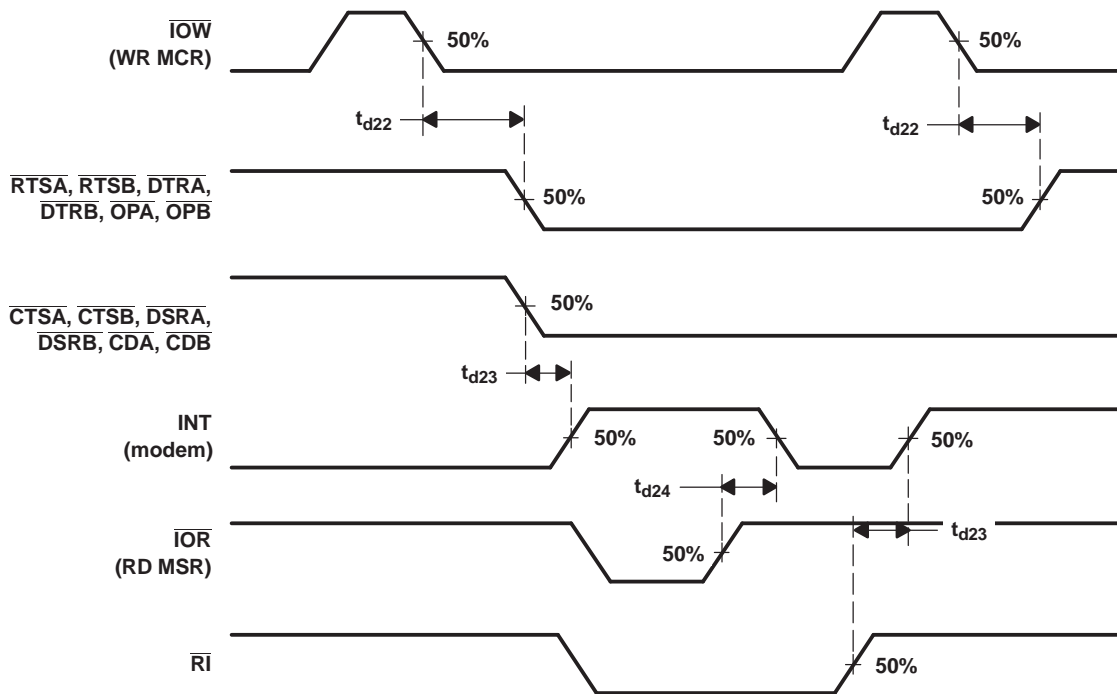 IOW
(WR MCR)
50%
50%
td22
td22
RTSA, RTSB, DTRA,
DTRB, OPA, OPB
50%
50%
CTSA, CTSB, DSRA,
DSRB, CDA, CDB
50%
td23
INT
(modem)
50%
50%
50%
td24
IOR
(RD MSR)
50%
td23
RI
50%